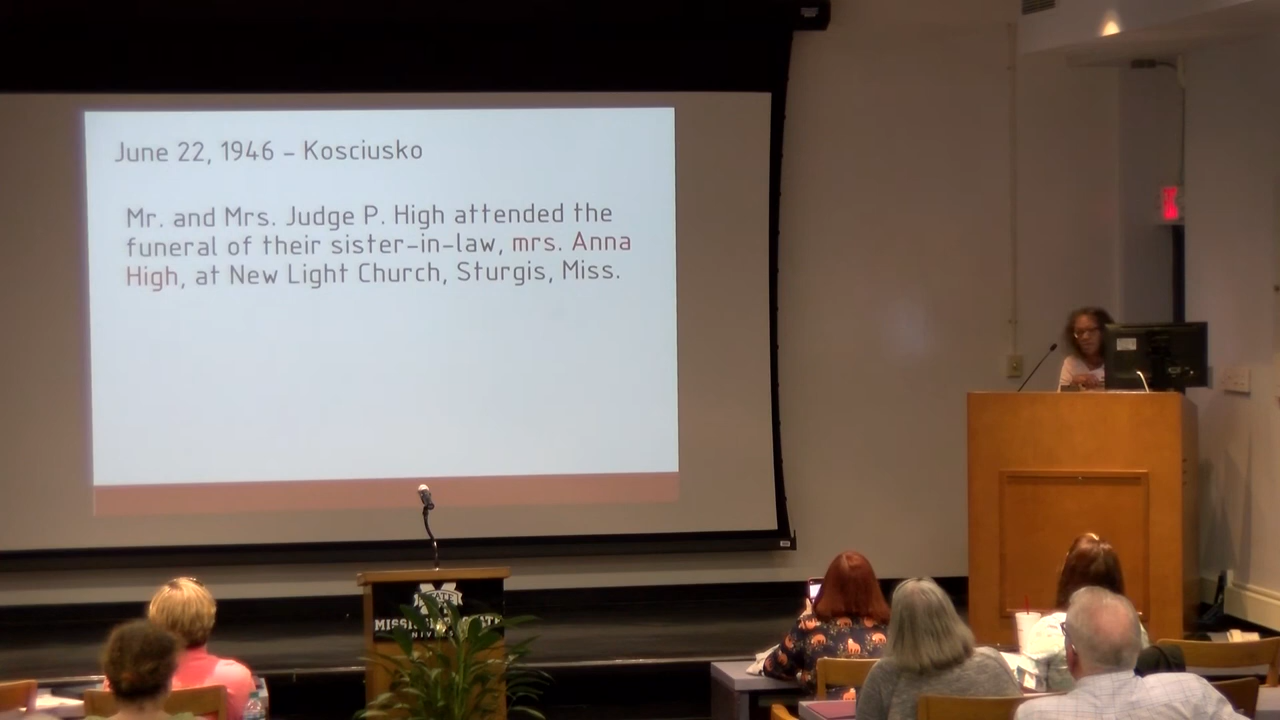 June 22, 1946 – Kosciusko
Mr. and Mrs. Judge P. High attended the
funeral of their sister-in-law, mrs. Anna
High, at New Light Church, Sturgis, Miss.